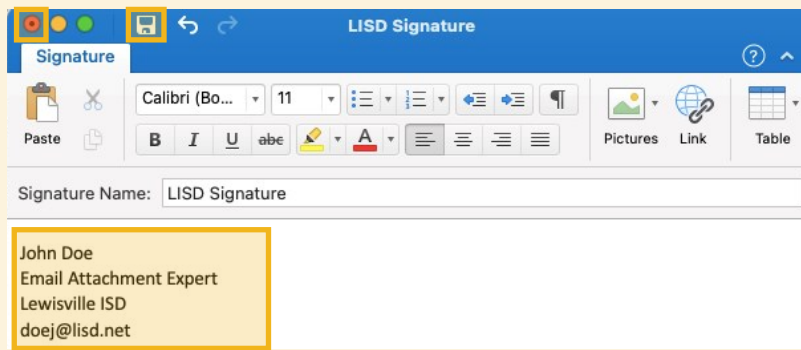 LISD Signature
Signature
?
Calibri (Bo... 11
Paste
B I U abc A
Pictures Link Table
Signature Name: LISD Signature
John Doe
Email Attachment Expert
Lewisville ISD
doej@lisd.net